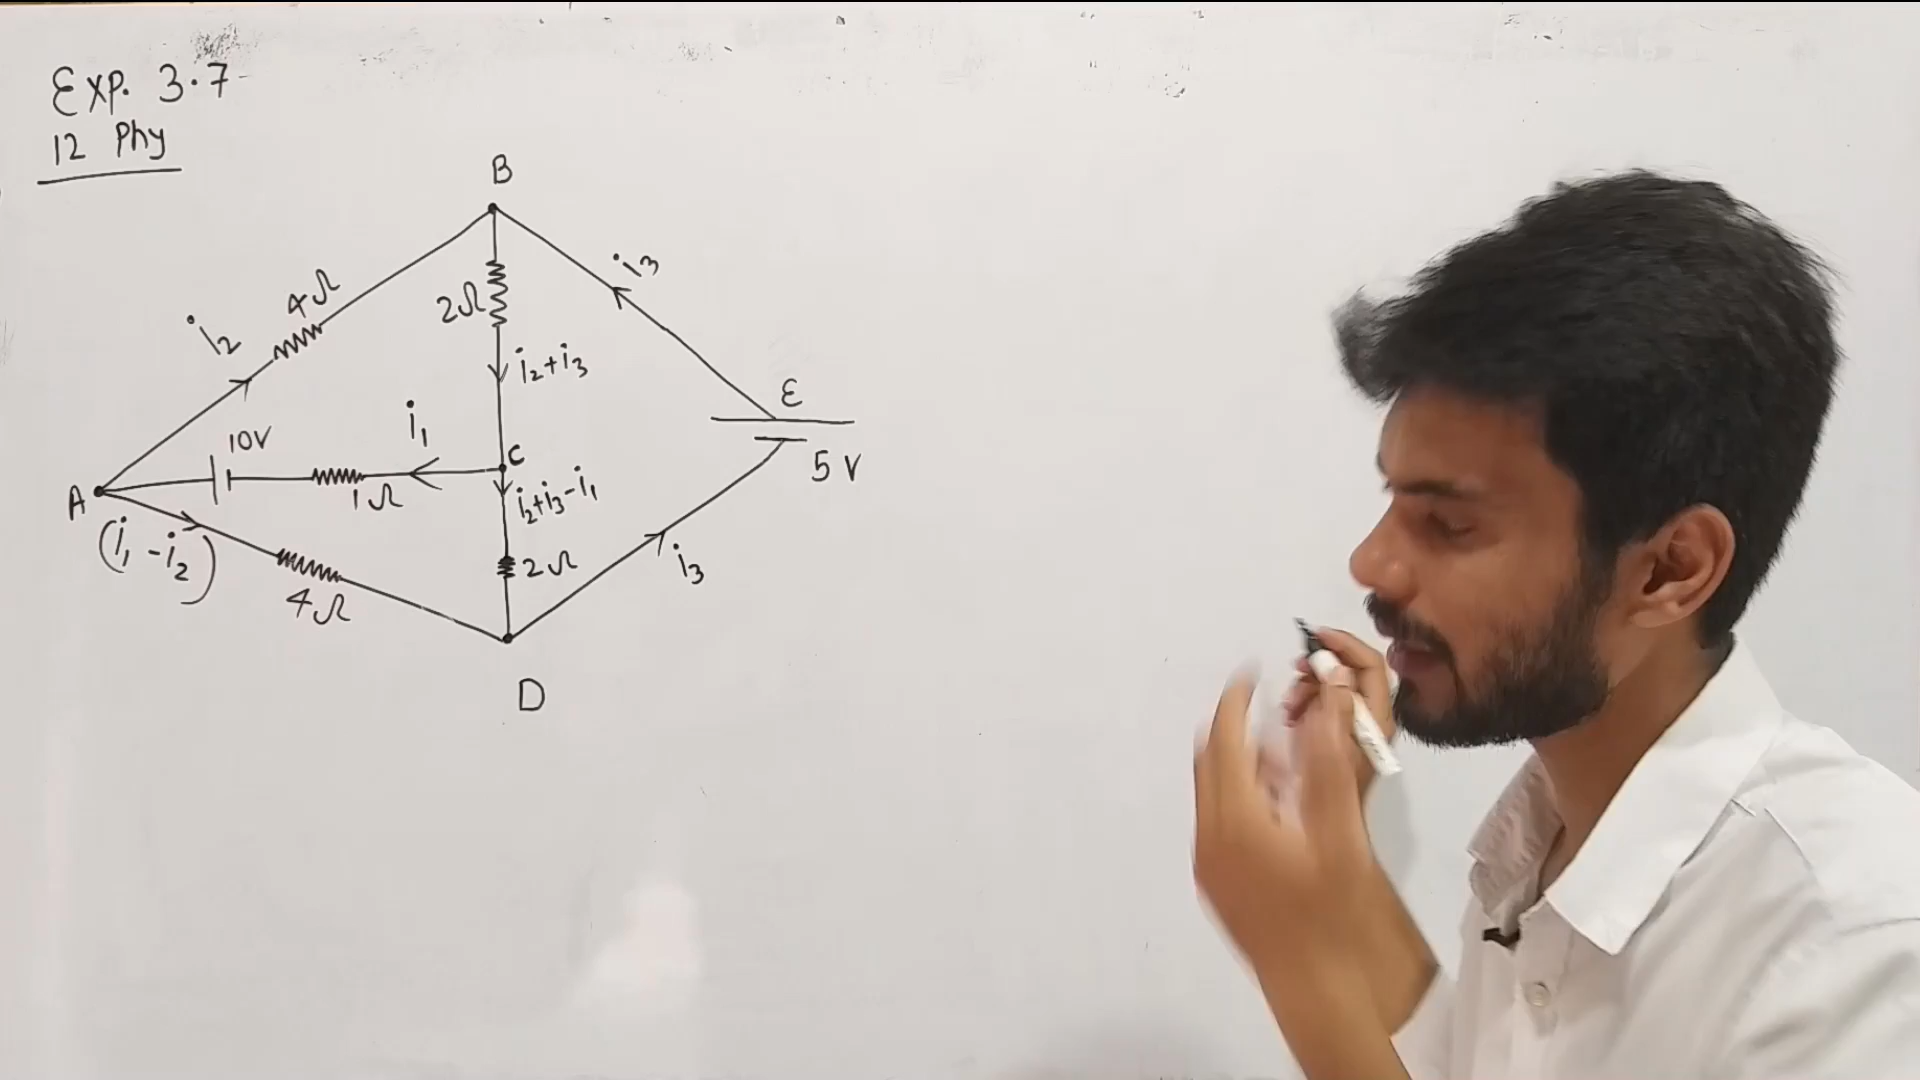 Exp. 3.7
12 Phy
B
i₃
4Ω
2Ω
i₂
i₂+i₃
E
i₁
10V
C
5 V
A
1Ω
i₂+i₃-i₁
(i₁-i₂)
2Ω
i₃
4Ω
D